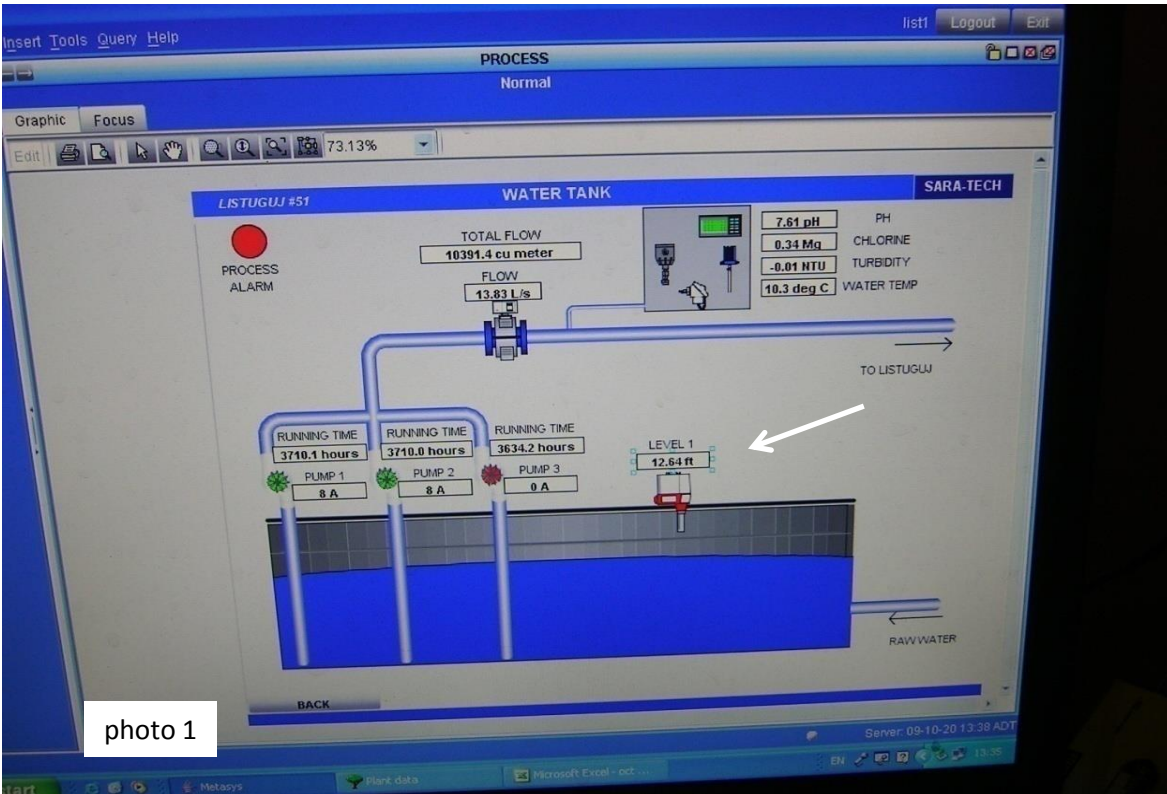 list1 Logout Exit
Insert Tools Query Help
PROCESS
Normal
Graphic Focus
Edit 73.13%
LISTUGUJ #51 WATER TANK SARA-TECH
PROCESS
ALARM
TOTAL FLOW
10391.4 cu meter
FLOW
13.83 L/s
7.61 pH PH
0.34 Mg CHLORINE
-0.01 NTU TURBIDITY
10.3 deg C WATER TEMP
TO LISTUGUJ
RUNNING TIME RUNNING TIME RUNNING TIME
3710.1 hours 3710.0 hours 3634.2 hours
PUMP 1 PUMP 2 PUMP 3
8 A 8 A 0 A
LEVEL 1
12.64 ft
RAW WATER
BACK
photo 1
Server: 09-10-20 13:38 ADT
start Metasys Plant data Microsoft Excel - oct ... EN 13:35